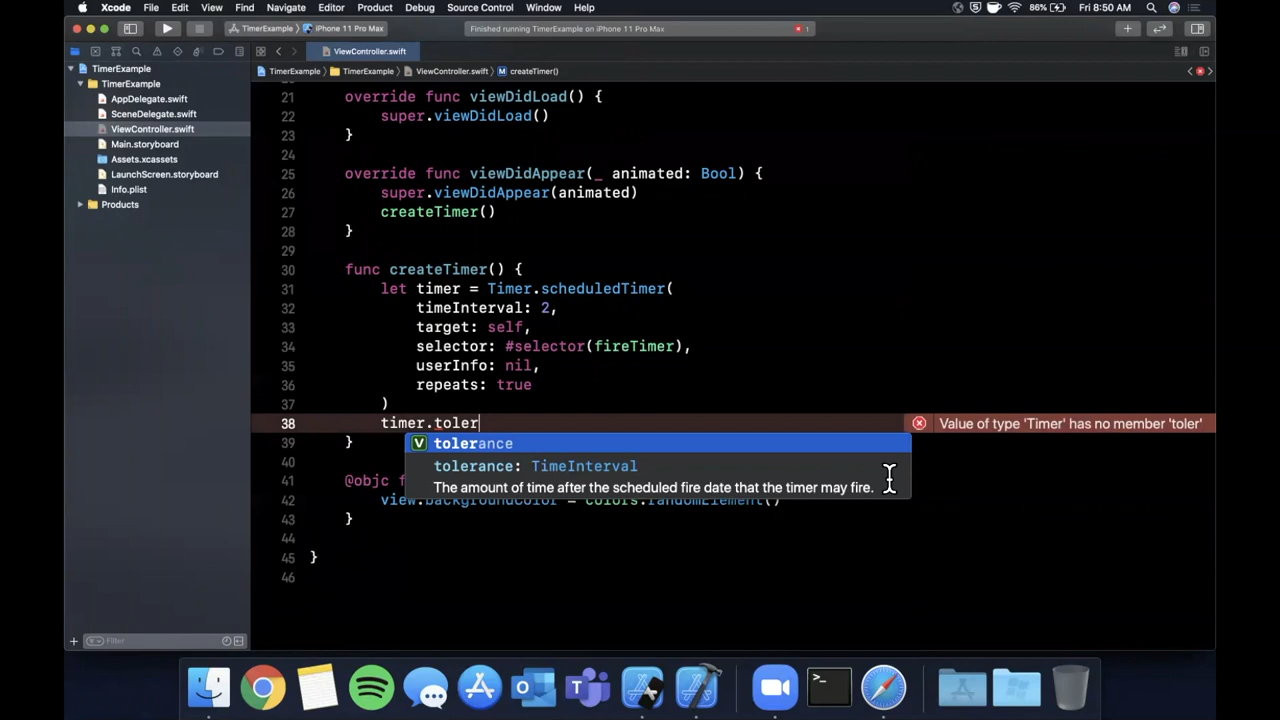 Xcode File Edit View Find Navigate Editor Product Debug Source Control Window Help 86% Fri 8:50 AM
TimerExample iPhone 11 Pro Max Finished running TimerExample on iPhone 11 Pro Max 1
ViewController.swift
TimerExample TimerExample ViewController.swift M createTimer()
TimerExample
TimerExample
AppDelegate.swift
SceneDelegate.swift
ViewController.swift
Main.storyboard
Assets.xcassets
LaunchScreen.storyboard
Info.plist
Products
21 override func viewDidLoad() {
22 super.viewDidLoad()
23 }
24
25 override func viewDidAppear(_ animated: Bool) {
26 super.viewDidAppear(animated)
27 createTimer()
28 }
29
30 func createTimer() {
31 let timer = Timer.scheduledTimer(
32 timeInterval: 2,
33 target: self,
34 selector: #selector(fireTimer),
35 userInfo: nil,
36 repeats: true
37 )
38 timer.toler Value of type 'Timer' has no member 'toler'
39 }
V tolerance
tolerance: TimeInterval
The amount of time after the scheduled fire date that the timer may fire.
40
41 @objc f
42 view.backgroundColor = colors.randomElement()
43 }
44
45 }
46
Filter